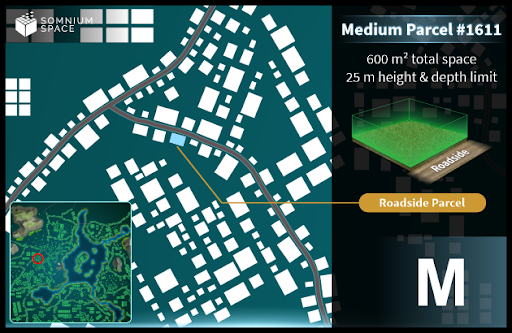 SOMNIUM
SPACE
Medium Parcel #1611
600 m² total space
25 m height & depth limit
Roadside
Roadside Parcel
M